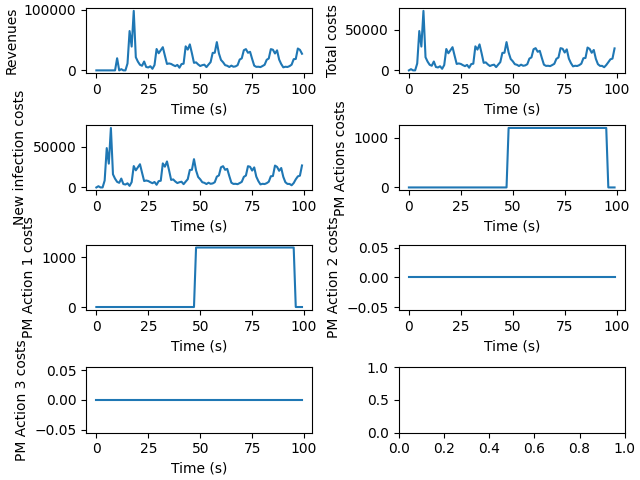 Revenues
100000
0
0 25 50 75 100
Time (s)
Total costs
50000
0
0 25 50 75 100
Time (s)
New infection costs
50000
0
0 25 50 75 100
Time (s)
PM Actions costs
1000
0
0 25 50 75 100
Time (s)
PM Action 1 costs
1000
0
0 25 50 75 100
Time (s)
PM Action 2 costs
0.05
0.00
−0.05
0 25 50 75 100
Time (s)
PM Action 3 costs
0.05
0.00
−0.05
0 25 50 75 100
Time (s)
1.0
0.5
0.0
0.0 0.2 0.4 0.6 0.8 1.0